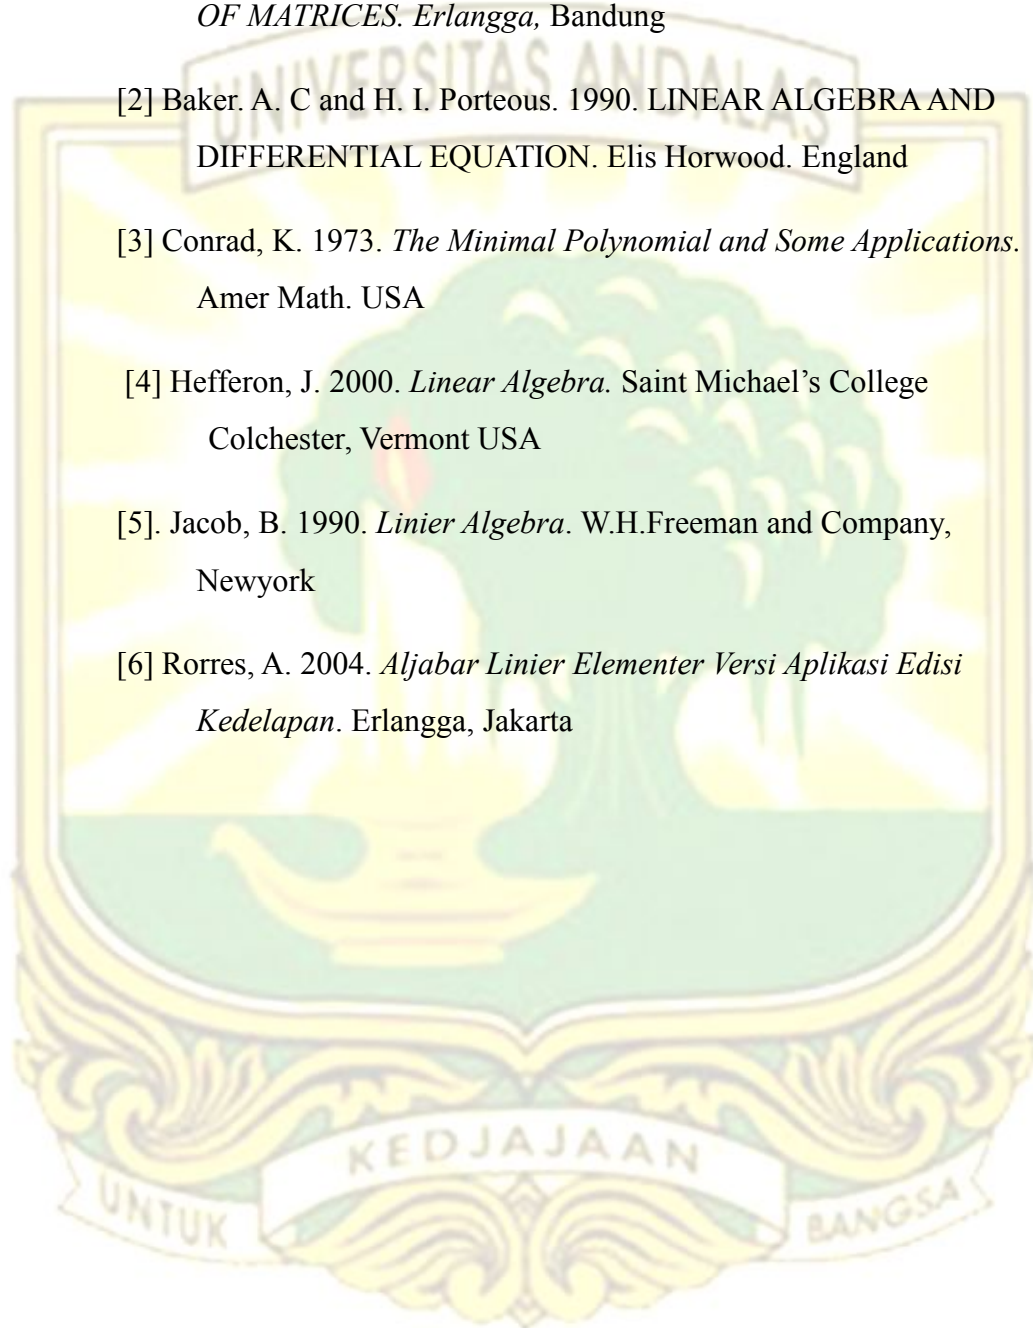 OF MATRICES. Erlangga, Bandung
UNIVERSITAS ANDALAS
[2] Baker. A. C and H. I. Porteous. 1990. LINEAR ALGEBRA AND
DIFFERENTIAL EQUATION. Elis Horwood. England
[3] Conrad, K. 1973. The Minimal Polynomial and Some Applications.
Amer Math. USA
[4] Hefferon, J. 2000. Linear Algebra. Saint Michael’s College
Colchester, Vermont USA
[5]. Jacob, B. 1990. Linier Algebra. W.H.Freeman and Company,
Newyork
[6] Rorres, A. 2004. Aljabar Linier Elementer Versi Aplikasi Edisi
Kedelapan. Erlangga, Jakarta
UNTUK KEDJAJAAN BANGSA